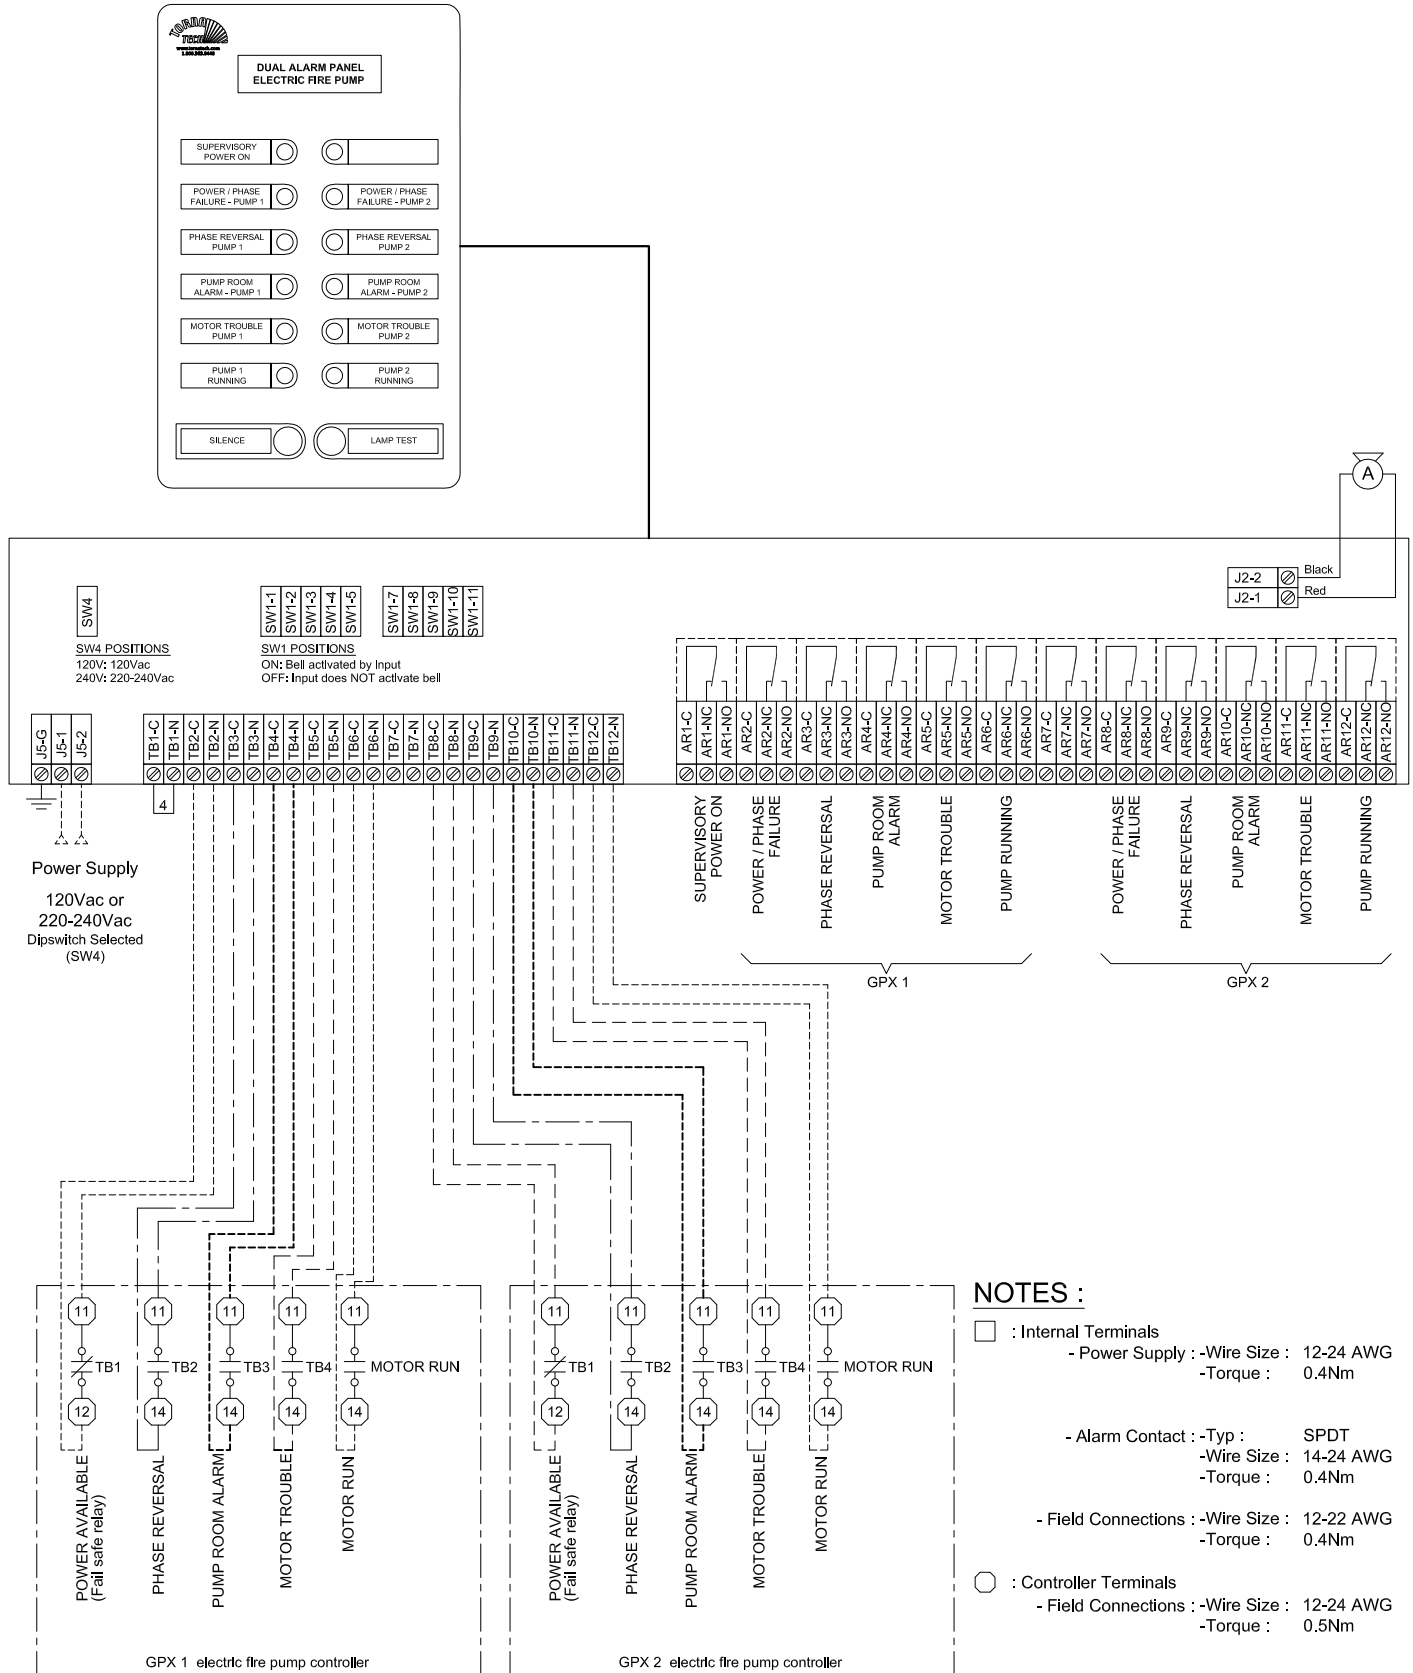 TORNA
TECH
www.tornatech.com
DUAL ALARM PANEL
ELECTRIC FIRE PUMP
SUPERVISORY
POWER ON
POWER / PHASE
FAILURE - PUMP 1
POWER / PHASE
FAILURE - PUMP 2
PHASE REVERSAL
PUMP 1
PHASE REVERSAL
PUMP 2
PUMP ROOM
ALARM - PUMP 1
PUMP ROOM
ALARM - PUMP 2
MOTOR TROUBLE
PUMP 1
MOTOR TROUBLE
PUMP 2
PUMP 1
RUNNING
PUMP 2
RUNNING
SILENCE
LAMP TEST
A
J2-2
Black
J2-1
Red
SW4
SW4 POSITIONS
120V: 120Vac
240V: 220-240Vac
SW1-1
SW1-2
SW1-3
SW1-4
SW1-5
SW1-7
SW1-8
SW1-9
SW1-10
SW1-11
SW1 POSITIONS
ON: Bell activated by Input
OFF: Input does NOT activate bell
J5-G
J5-1
J5-2
TB1-C
TB1-N
TB2-C
TB2-N
TB3-C
TB3-N
TB4-C
TB4-N
TB5-C
TB5-N
TB6-C
TB6-N
TB7-C
TB7-N
TB8-C
TB8-N
TB9-C
TB9-N
TB10-C
TB10-N
TB11-C
TB11-N
TB12-C
TB12-N
AR1-C
AR1-NC
AR1-NO
AR2-C
AR2-NC
AR2-NO
AR3-C
AR3-NC
AR3-NO
AR4-C
AR4-NC
AR4-NO
AR5-C
AR5-NC
AR5-NO
AR6-C
AR6-NC
AR6-NO
AR7-C
AR7-NC
AR7-NO
AR8-C
AR8-NC
AR8-NO
AR9-C
AR9-NC
AR9-NO
AR10-C
AR10-NC
AR10-NO
AR11-C
AR11-NC
AR11-NO
AR12-C
AR12-NC
AR12-NO
4
Power Supply
120Vac or
220-240Vac
Dipswitch Selected
(SW4)
SUPERVISORY
POWER ON
POWER / PHASE
FAILURE
PHASE REVERSAL
PUMP ROOM
ALARM
MOTOR TROUBLE
PUMP RUNNING
POWER / PHASE
FAILURE
PHASE REVERSAL
PUMP ROOM
ALARM
MOTOR TROUBLE
PUMP RUNNING
GPX 1
GPX 2
11
11
11
11
11
TB1
TB2
TB3
TB4
MOTOR RUN
12
14
14
14
14
POWER AVAILABLE
(Fail safe relay)
PHASE REVERSAL
PUMP ROOM ALARM
MOTOR TROUBLE
MOTOR RUN
GPX 1 electric fire pump controller
11
11
11
11
11
TB1
TB2
TB3
TB4
MOTOR RUN
12
14
14
14
14
POWER AVAILABLE
(Fail safe relay)
PHASE REVERSAL
PUMP ROOM ALARM
MOTOR TROUBLE
MOTOR RUN
GPX 2 electric fire pump controller
NOTES :
: Internal Terminals
- Power Supply : -Wire Size : 12-24 AWG
-Torque : 0.4Nm
- Alarm Contact : -Typ : SPDT
-Wire Size : 14-24 AWG
-Torque : 0.4Nm
- Field Connections : -Wire Size : 12-22 AWG
-Torque : 0.4Nm
: Controller Terminals
- Field Connections : -Wire Size : 12-24 AWG
-Torque : 0.5Nm